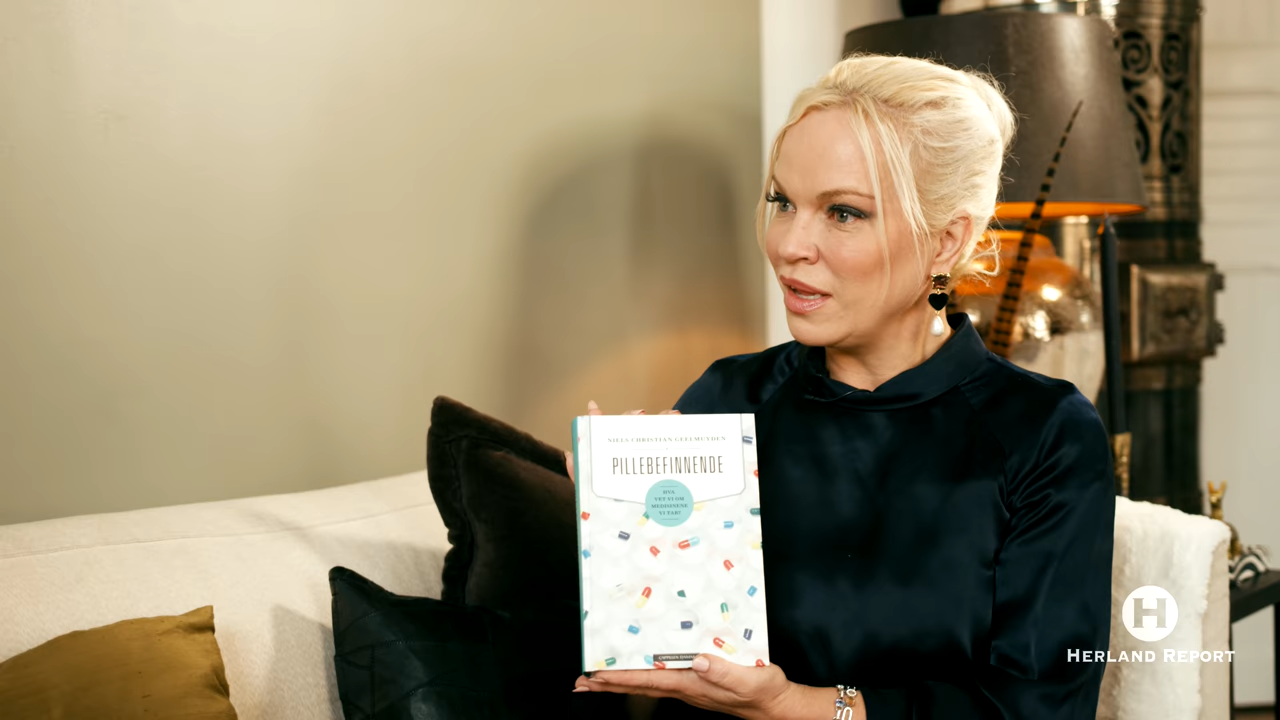 NIELS CHRISTIAN GEELMUYDEN
PILLEBEFINNENDE
HVA
VET VI OM
MEDISINENE
VI TAR?
H
HERLAND REPORT